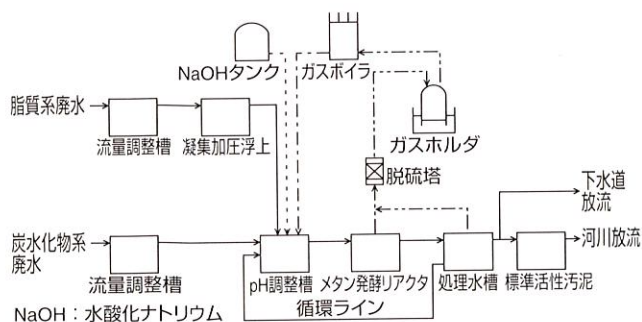 NaOHタンク
ガスボイラ
脂質系廃水
流量調整槽
凝集加圧浮上
ガスホルダ
脱硫塔
下水道
放流
炭水化物系
廃水
流量調整槽
pH調整槽
メタン発酵リアクタ
処理水槽
標準活性汚泥
河川放流
循環ライン
NaOH：水酸化ナトリウム